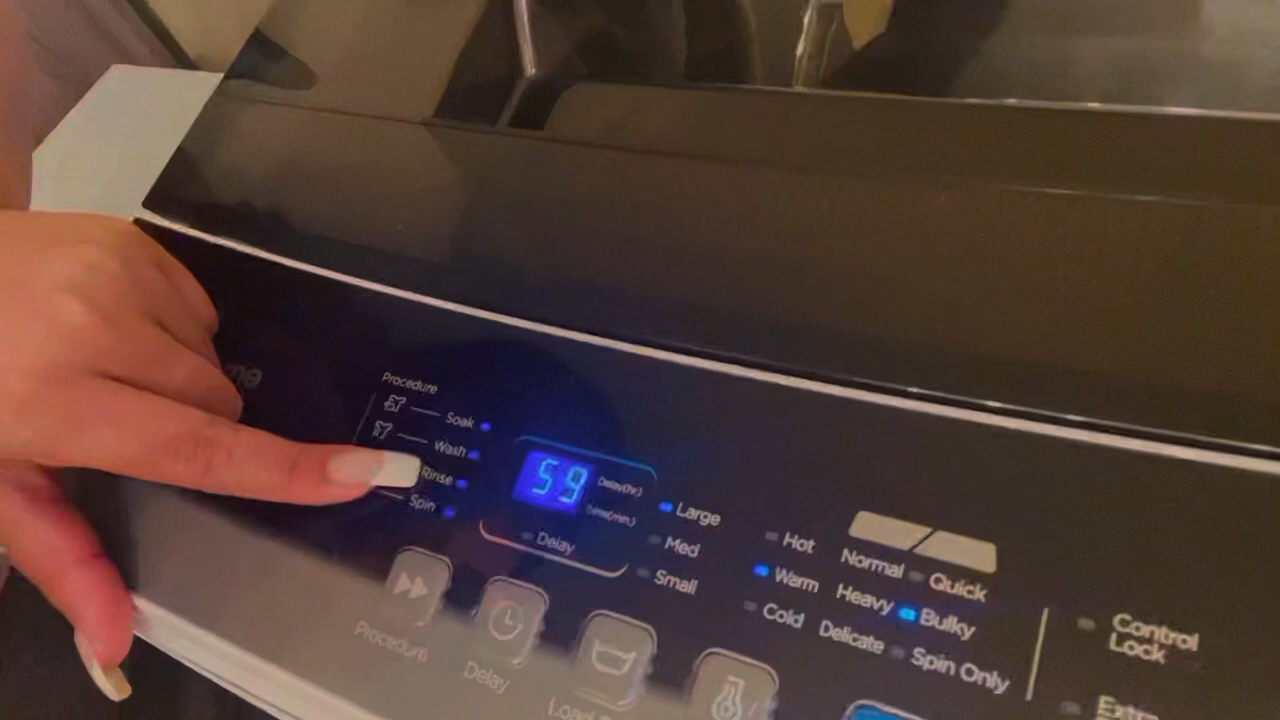 Procedure
Soak
Wash
Rinse
Spin
59
Delay(hr.)
Time(min.)
Delay
Large
Med
Small
Hot
Warm
Cold
Normal Quick
Heavy Bulky
Delicate Spin Only
Control
Lock
Procedure
Delay
Load